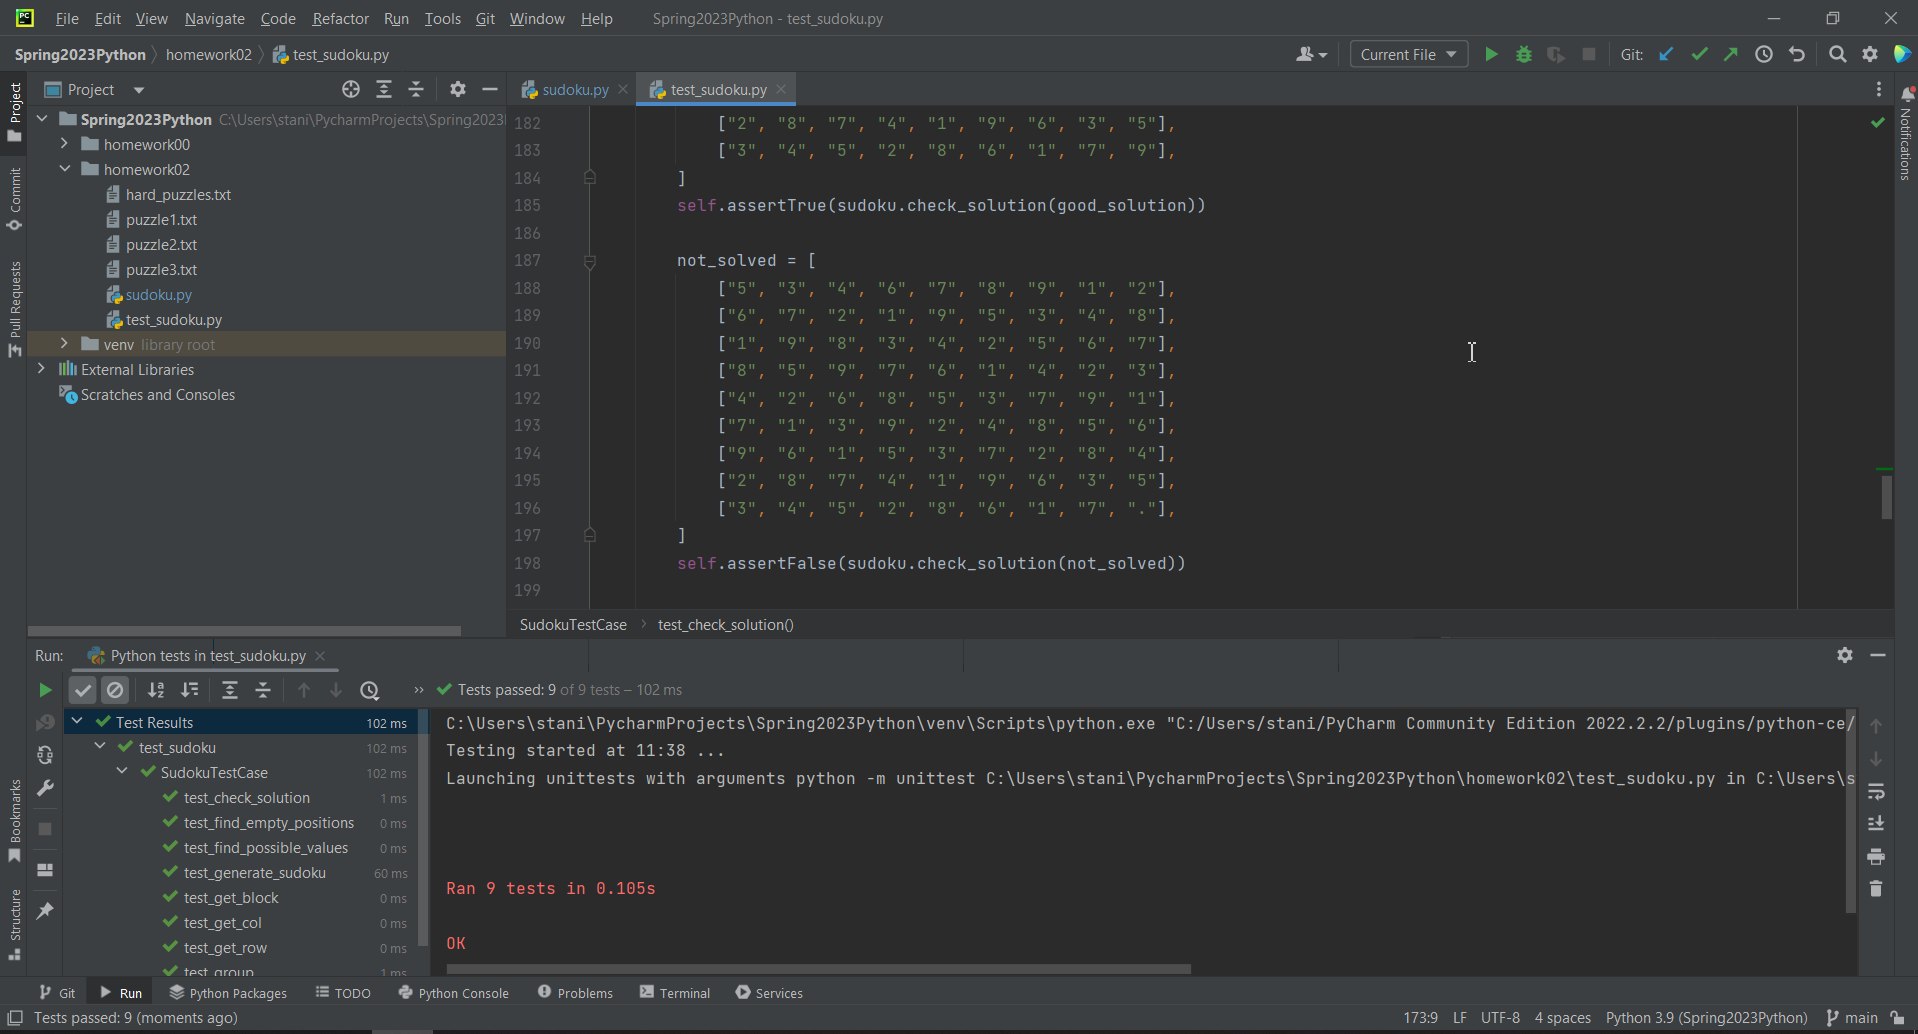 PC File Edit View Navigate Code Refactor Run Tools Git Window Help Spring2023Python - test_sudoku.py
Spring2023Python homework02 test_sudoku.py Current File Git:
Project
Commit
Pull Requests
Bookmarks
Structure
Notifications
Project
Spring2023Python C:\Users\stani\PycharmProjects\Spring2023
homework00
homework02
hard_puzzles.txt
puzzle1.txt
puzzle2.txt
puzzle3.txt
sudoku.py
test_sudoku.py
venv library root
External Libraries
Scratches and Consoles
sudoku.py test_sudoku.py
182 ["2", "8", "7", "4", "1", "9", "6", "3", "5"],
183 ["3", "4", "5", "2", "8", "6", "1", "7", "9"],
184 ]
185 self.assertTrue(sudoku.check_solution(good_solution))
186
187 not_solved = [
188 ["5", "3", "4", "6", "7", "8", "9", "1", "2"],
189 ["6", "7", "2", "1", "9", "5", "3", "4", "8"],
190 ["1", "9", "8", "3", "4", "2", "5", "6", "7"],
191 ["8", "5", "9", "7", "6", "1", "4", "2", "3"],
192 ["4", "2", "6", "8", "5", "3", "7", "9", "1"],
193 ["7", "1", "3", "9", "2", "4", "8", "5", "6"],
194 ["9", "6", "1", "5", "3", "7", "2", "8", "4"],
195 ["2", "8", "7", "4", "1", "9", "6", "3", "5"],
196 ["3", "4", "5", "2", "8", "6", "1", "7", "."],
197 ]
198 self.assertFalse(sudoku.check_solution(not_solved))
199
SudokuTestCase test_check_solution()
Run: Python tests in test_sudoku.py
Tests passed: 9 of 9 tests – 102 ms
Test Results 102 ms
test_sudoku 102 ms
SudokuTestCase 102 ms
test_check_solution 1 ms
test_find_empty_positions 0 ms
test_find_possible_values 0 ms
test_generate_sudoku 60 ms
test_get_block 0 ms
test_get_col 0 ms
test_get_row 0 ms
test_group 1 ms
C:\Users\stani\PycharmProjects\Spring2023Python\venv\Scripts\python.exe "C:/Users/stani/PyCharm Community Edition 2022.2.2/plugins/python-ce/
Testing started at 11:38 ...
Launching unittests with arguments python -m unittest C:\Users\stani\PycharmProjects\Spring2023Python\homework02\test_sudoku.py in C:\Users\s
Ran 9 tests in 0.105s
OK
Git Run Python Packages TODO Python Console Problems Terminal Services
Tests passed: 9 (moments ago) 173:9 LF UTF-8 4 spaces Python 3.9 (Spring2023Python) main